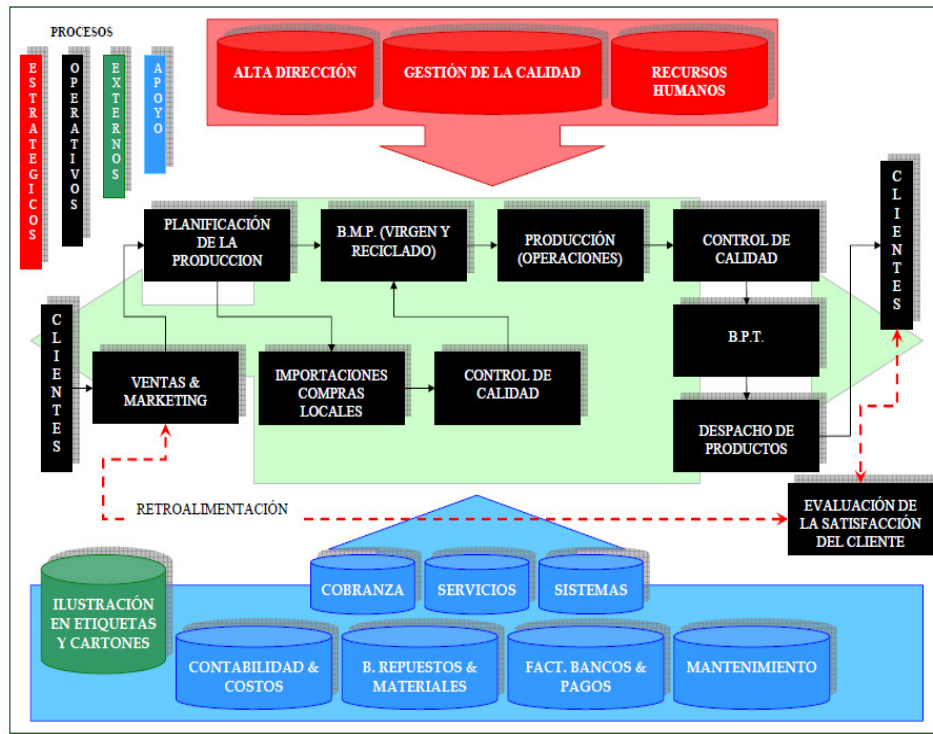 PROCESOS
ESTRATEGICOS
OPERATIVOS
EXTERNOS
APOYO
ALTA DIRECCIÓN
GESTIÓN DE LA CALIDAD
RECURSOS
HUMANOS
CLIENTES
PLANIFICACIÓN
DE LA
PRODUCCION
B.M.P. (VIRGEN Y
RECICLADO)
PRODUCCIÓN
(OPERACIONES)
CONTROL DE
CALIDAD
CLIENTES
VENTAS &
MARKETING
IMPORTACIONES
COMPRAS
LOCALES
CONTROL DE
CALIDAD
B.P.T.
DESPACHO DE
PRODUCTOS
RETROALIMENTACIÓN
EVALUACIÓN DE
LA SATISFACCIÓN
DEL CLIENTE
ILUSTRACIÓN
EN ETIQUETAS
Y CARTONES
COBRANZA
SERVICIOS
SISTEMAS
CONTABILIDAD &
COSTOS
B. REPUESTOS &
MATERIALES
FACT. BANCOS &
PAGOS
MANTENIMIENTO